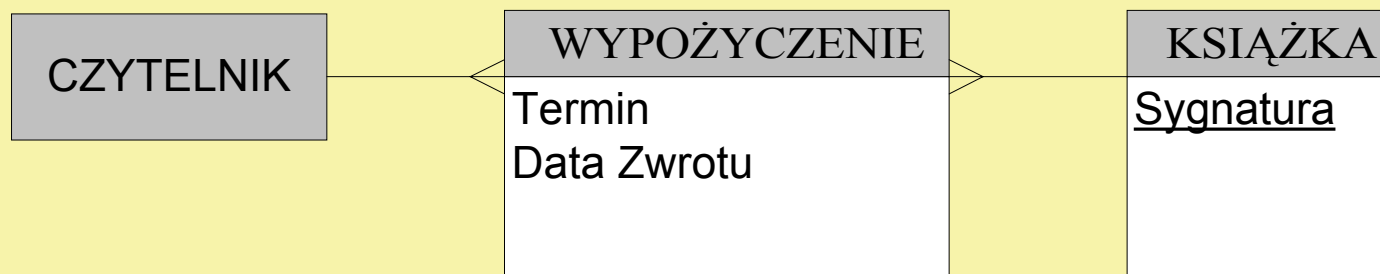 CZYTELNIK
WYPOŻYCZENIE
Termin
Data Zwrotu
KSIĄŻKA
Sygnatura